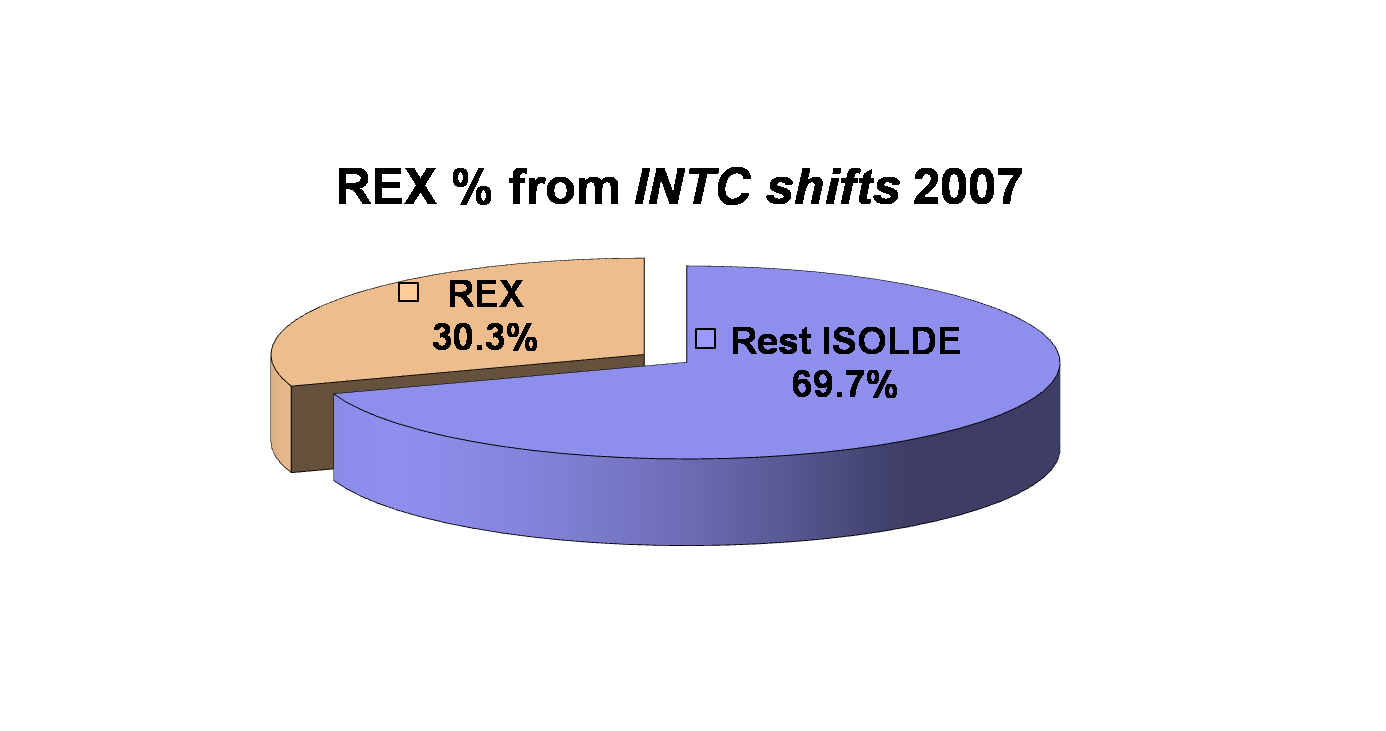 REX % from INTC shifts 2007
REX
30.3%
Rest ISOLDE
69.7%